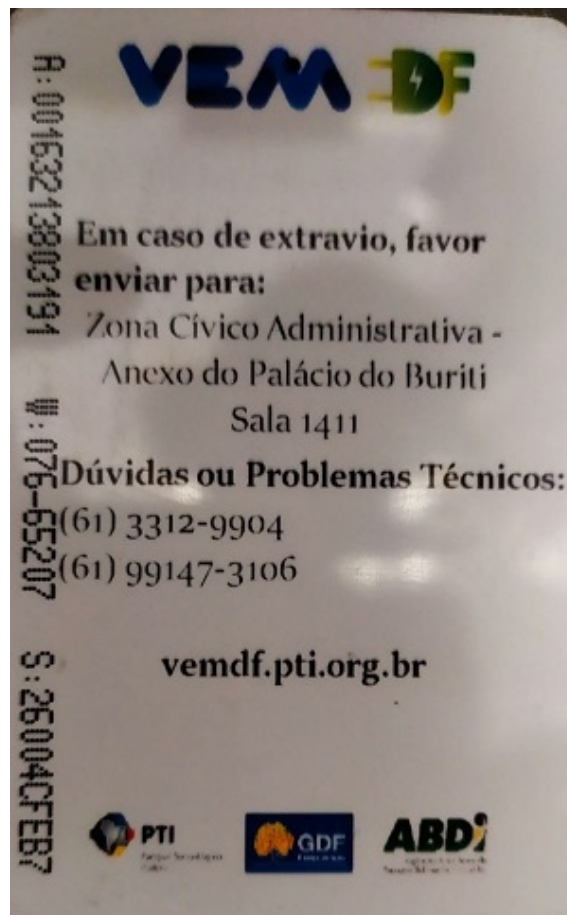 VEM DF
A:00163213803191 W:076-65207 S:26004CFEB7
Em caso de extravio, favor
enviar para:
Zona Cívico Administrativa -
Anexo do Palácio do Buriti
Sala 1411
Dúvidas ou Problemas Técnicos:
(61) 3312-9904
(61) 99147-3106
vemdf.pti.org.br
PTI
GDF
ABDi